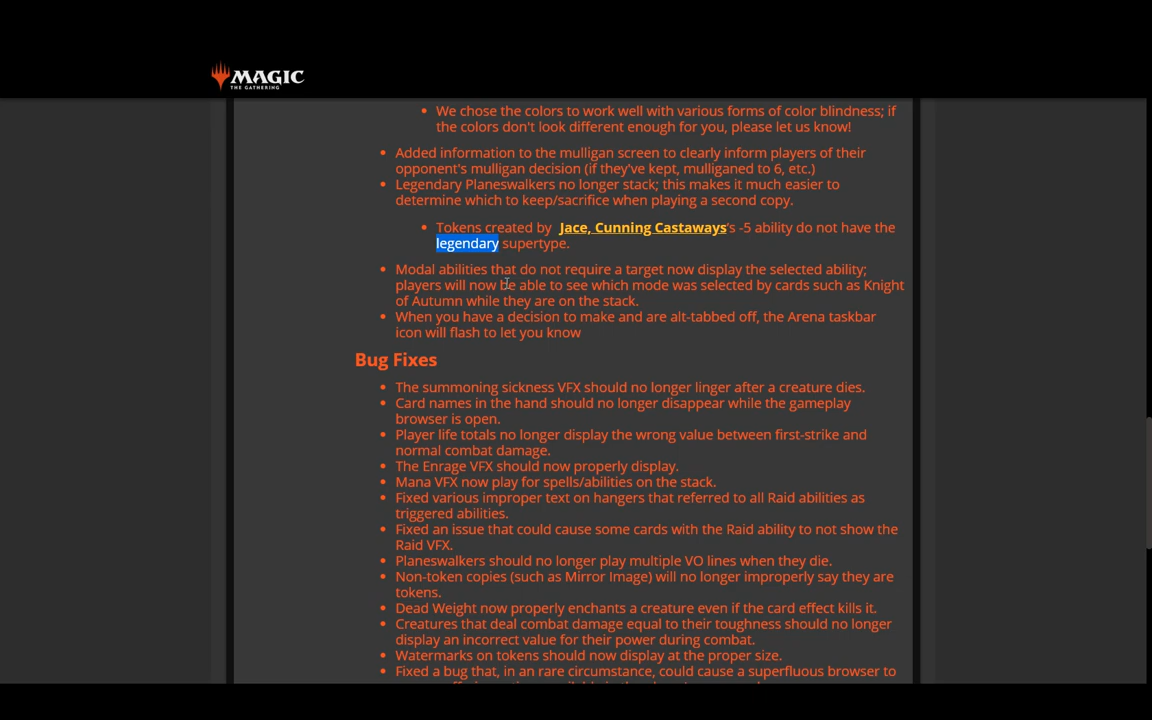 MAGIC
THE GATHERING
We chose the colors to work well with various forms of color blindness; if
the colors don't look different enough for you, please let us know!
Added information to the mulligan screen to clearly inform players of their
opponent's mulligan decision (if they've kept, mulliganed to 6, etc.)
Legendary Planeswalkers no longer stack; this makes it much easier to
determine which to keep/sacrifice when playing a second copy.
Tokens created by Jace, Cunning Castaways's -5 ability do not have the
legendary supertype.
Modal abilities that do not require a target now display the selected ability;
players will now be able to see which mode was selected by cards such as Knight
of Autumn while they are on the stack.
When you have a decision to make and are alt-tabbed off, the Arena taskbar
icon will flash to let you know
Bug Fixes
The summoning sickness VFX should no longer linger after a creature dies.
Card names in the hand should no longer disappear while the gameplay
browser is open.
Player life totals no longer display the wrong value between first-strike and
normal combat damage.
The Enrage VFX should now properly display.
Mana VFX now play for spells/abilities on the stack.
Fixed various improper text on hangers that referred to all Raid abilities as
triggered abilities.
Fixed an issue that could cause some cards with the Raid ability to not show the
Raid VFX.
Planeswalkers should no longer play multiple VO lines when they die.
Non-token copies (such as Mirror Image) will no longer improperly say they are
tokens.
Dead Weight now properly enchants a creature even if the card effect kills it.
Creatures that deal combat damage equal to their toughness should no longer
display an incorrect value for their power during combat.
Watermarks on tokens should now display at the proper size.
Fixed a bug that, in an rare circumstance, could cause a superfluous browser to